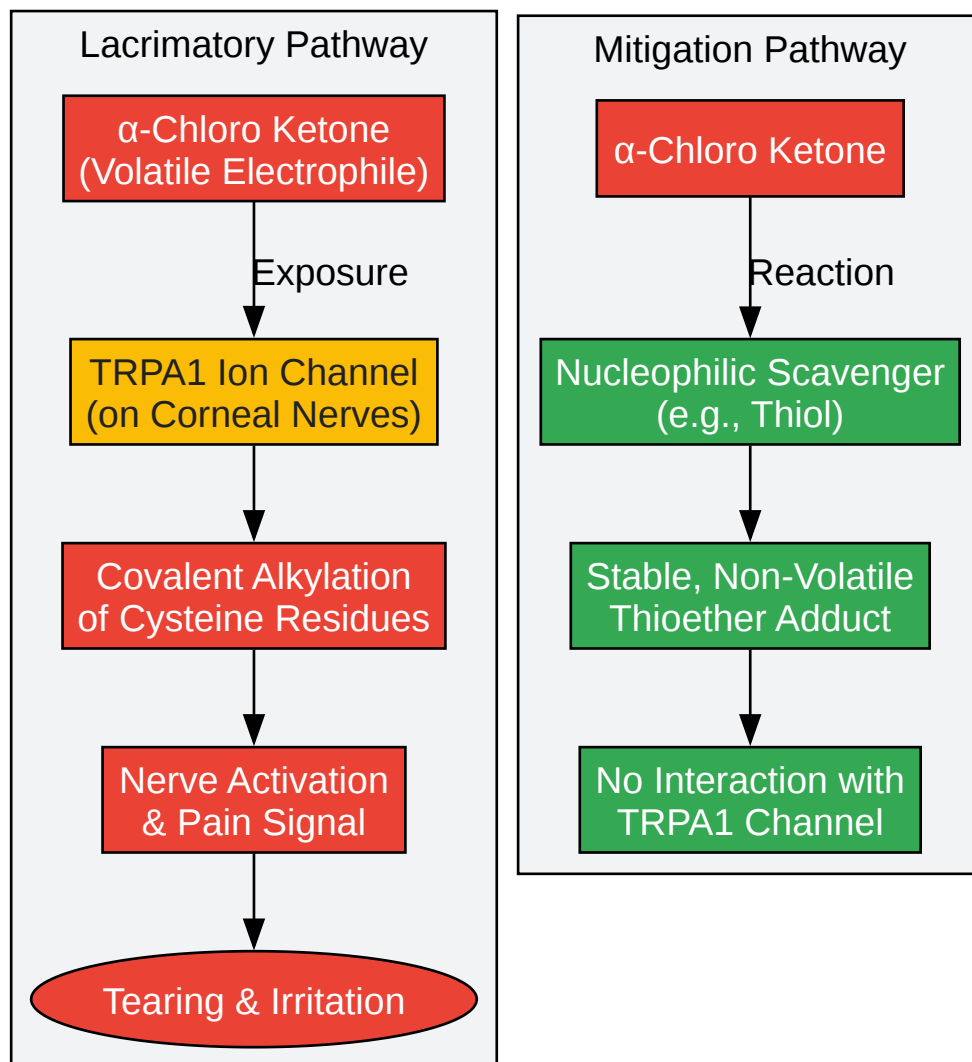 Lacrimatory Pathway
α-Chloro Ketone
(Volatile Electrophile)
Exposure
TRPA1 Ion Channel
(on Corneal Nerves)
Covalent Alkylation
of Cysteine Residues
Nerve Activation
& Pain Signal
Tearing & Irritation
Mitigation Pathway
α-Chloro Ketone
Reaction
Nucleophilic Scavenger
(e.g., Thiol)
Stable, Non-Volatile
Thioether Adduct
No Interaction with
TRPA1 Channel